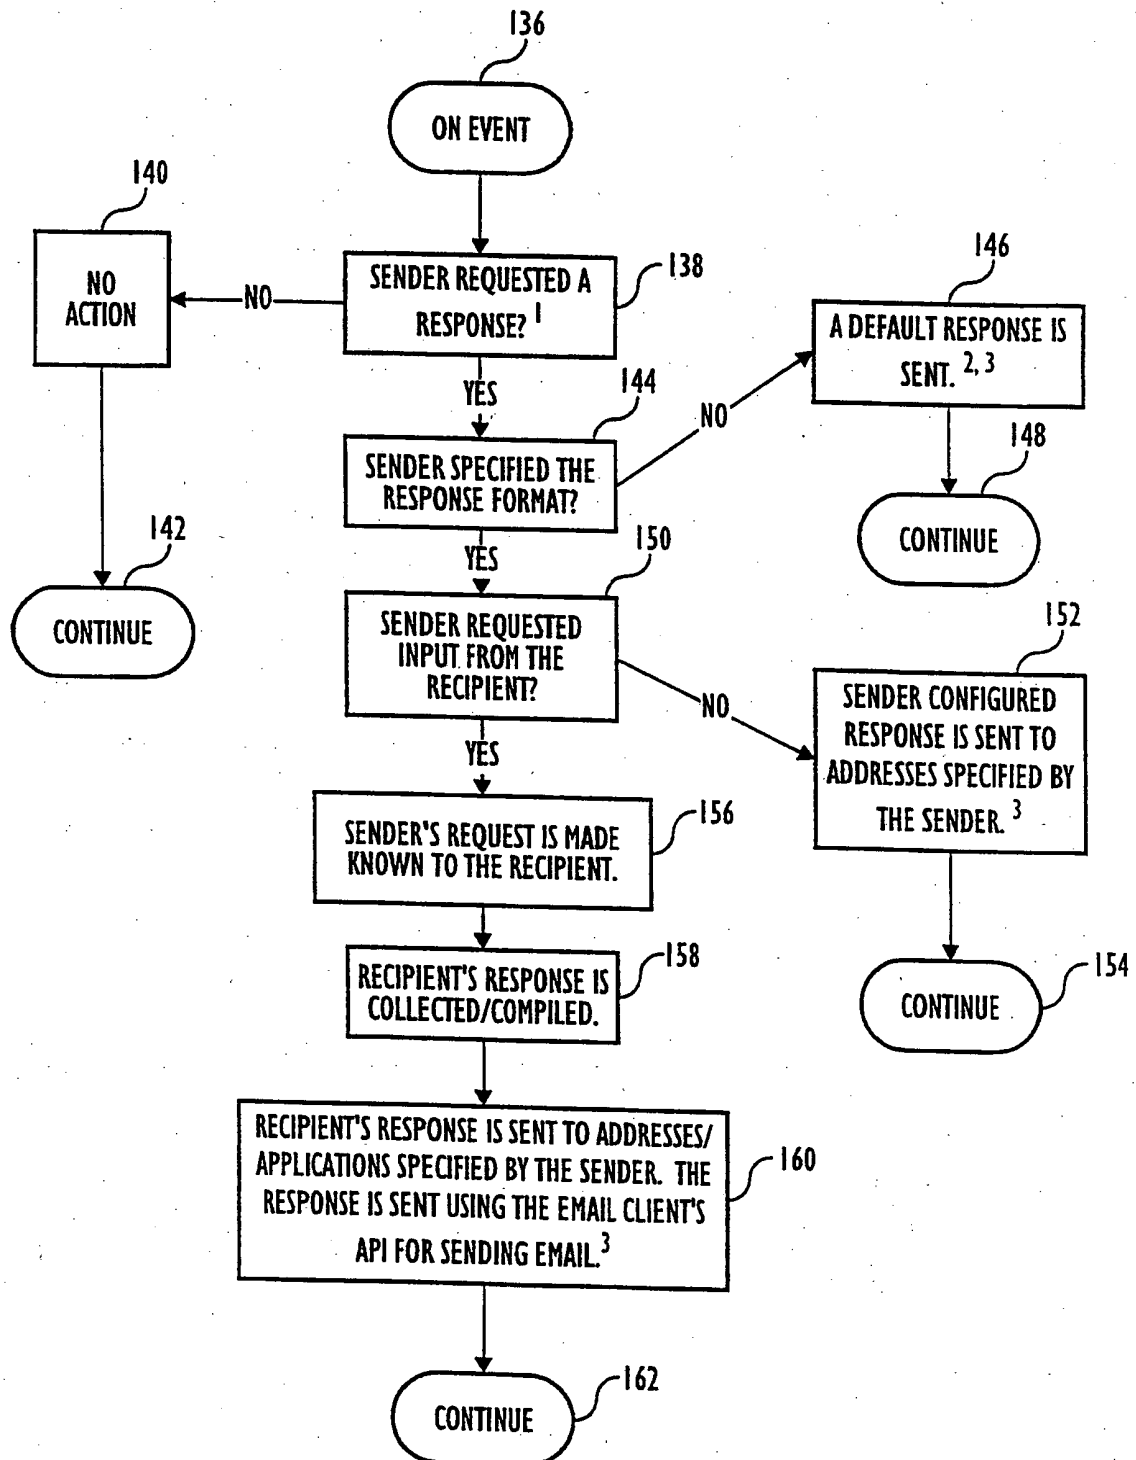 136
ON EVENT
140
NO
ACTION
NO
SENDER REQUESTED A
RESPONSE? 1
138
146
A DEFAULT RESPONSE IS
SENT. 2, 3
YES
144
NO
SENDER SPECIFIED THE
RESPONSE FORMAT?
148
CONTINUE
142
CONTINUE
YES
150
SENDER REQUESTED
INPUT FROM THE
RECIPIENT?
152
NO
SENDER CONFIGURED
RESPONSE IS SENT TO
ADDRESSES SPECIFIED BY
THE SENDER. 3
YES
156
SENDER'S REQUEST IS MADE
KNOWN TO THE RECIPIENT.
158
RECIPIENT'S RESPONSE IS
COLLECTED/COMPILED.
154
CONTINUE
RECIPIENT'S RESPONSE IS SENT TO ADDRESSES/
APPLICATIONS SPECIFIED BY THE SENDER. THE
RESPONSE IS SENT USING THE EMAIL CLIENT'S
API FOR SENDING EMAIL.3
160
162
CONTINUE